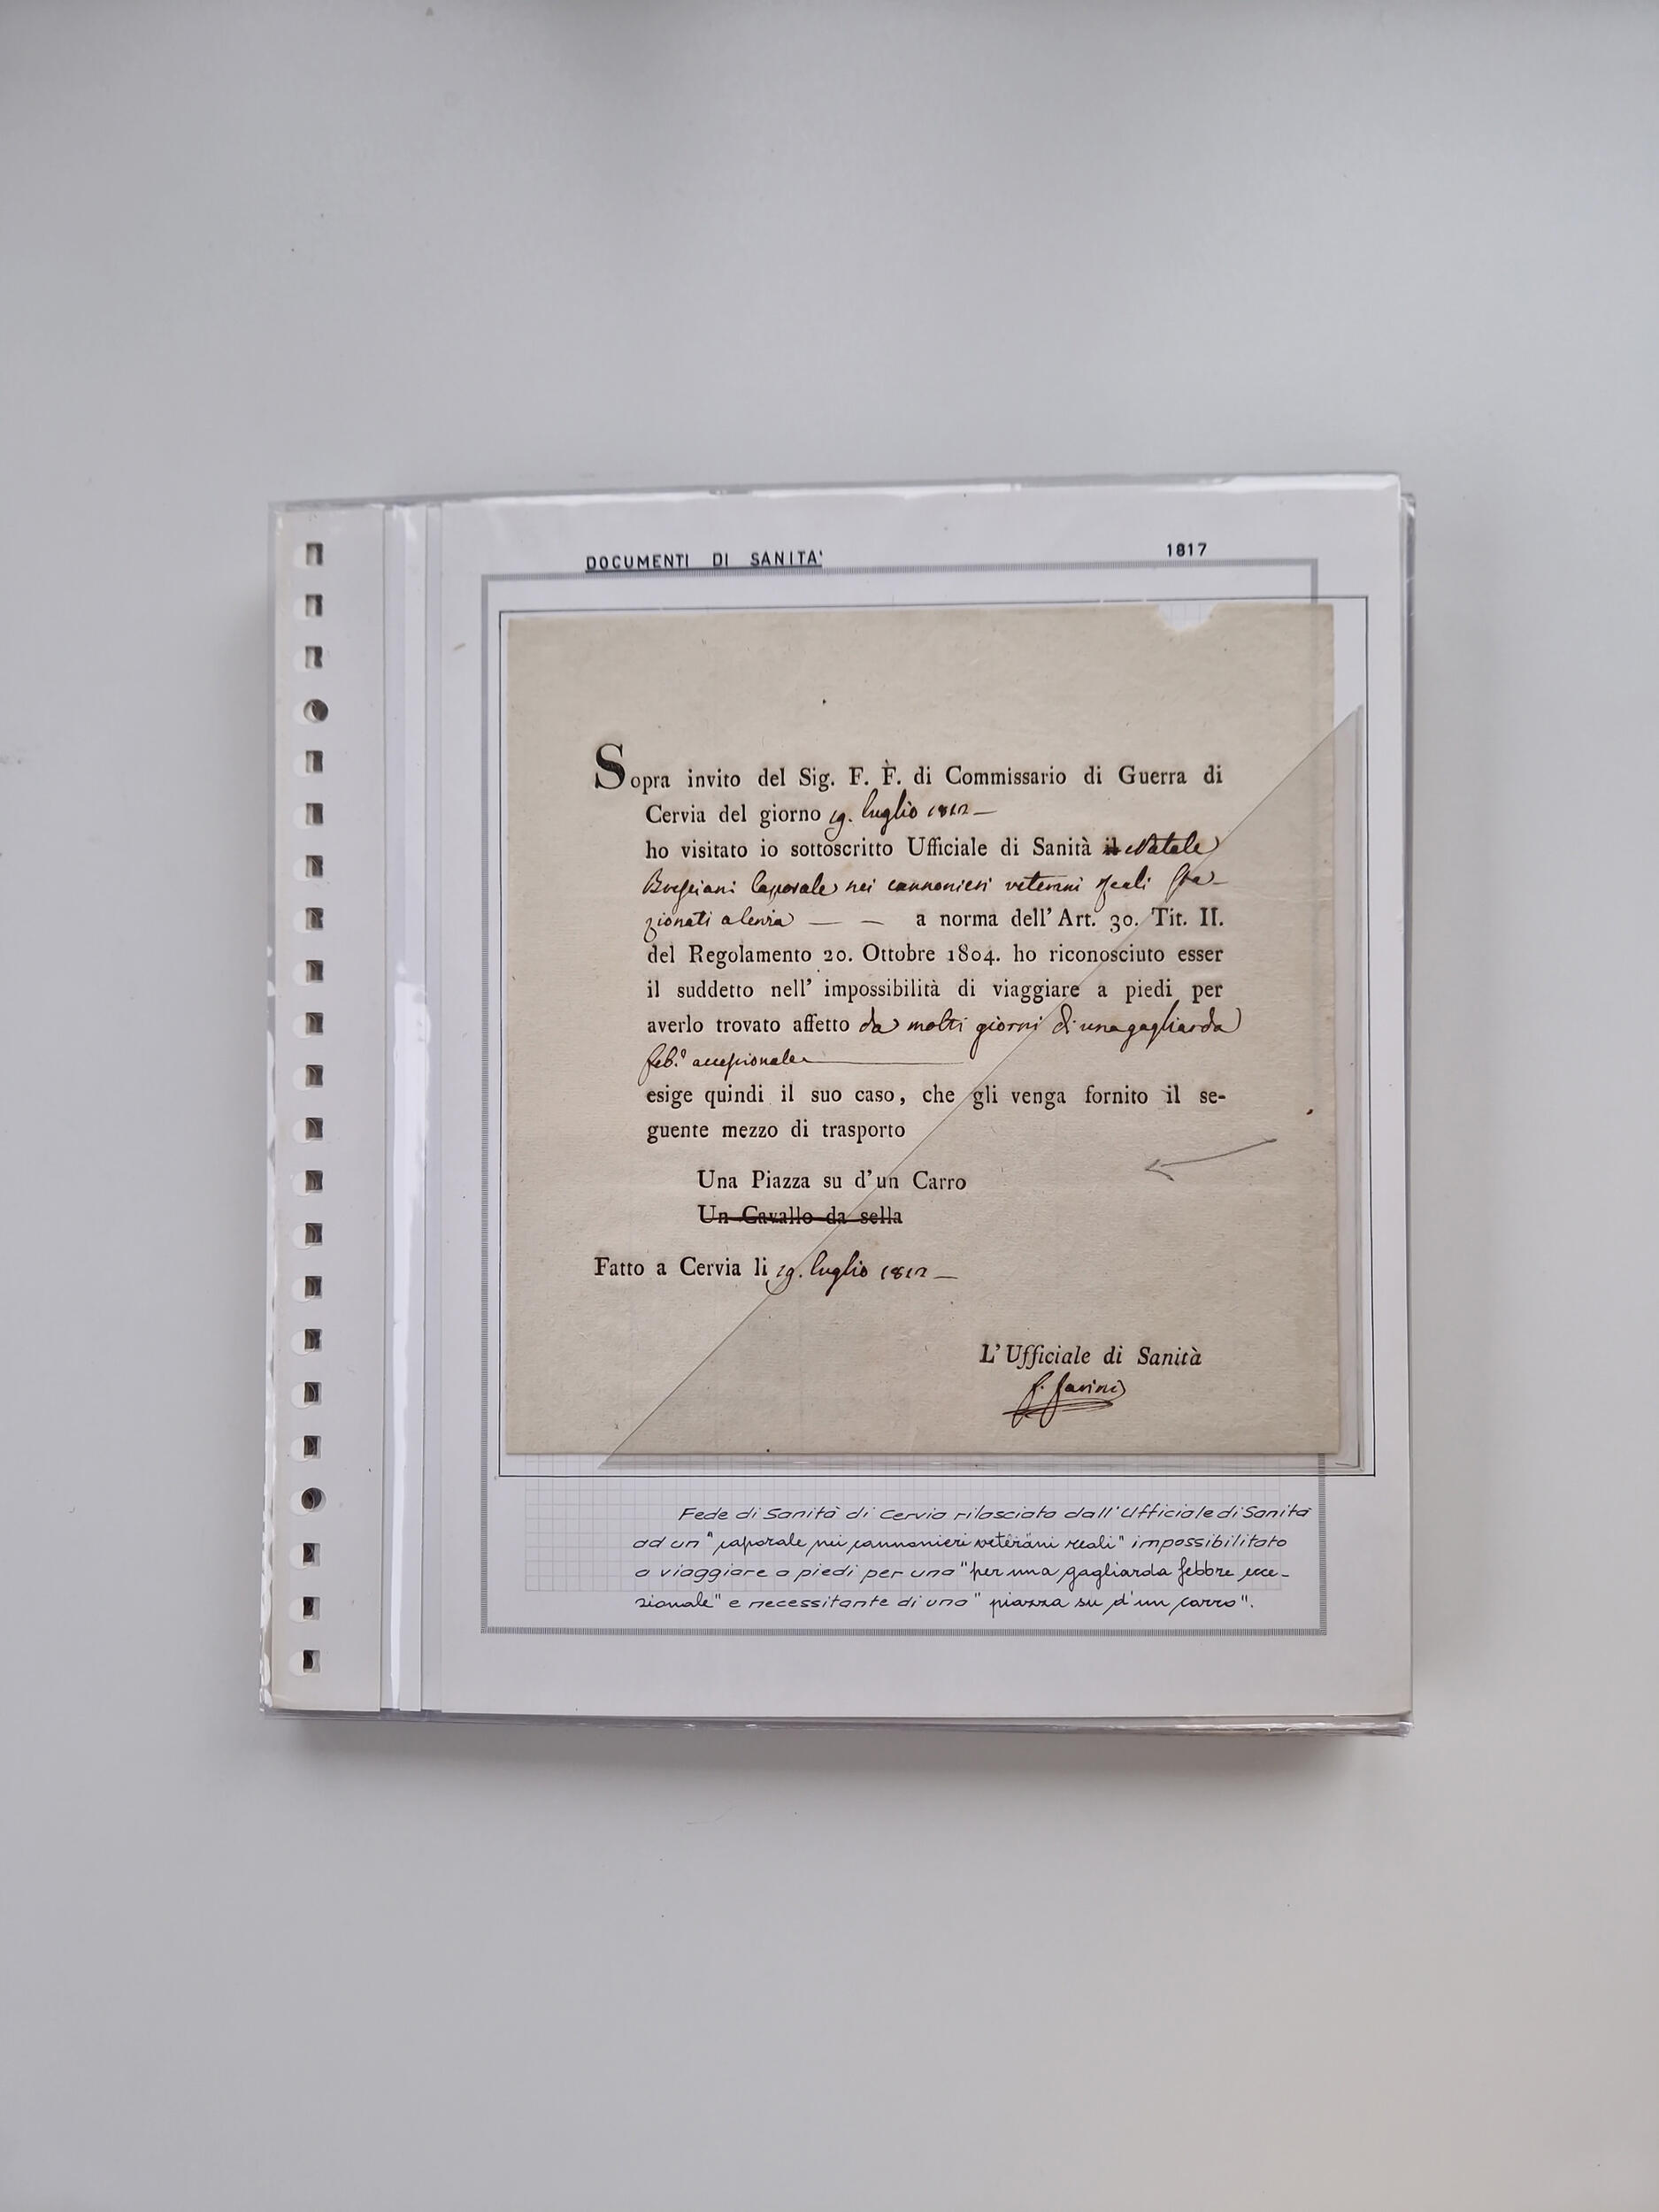 DOCUMENTI DI SANITA' 1817
Sopra invito del Sig. F. F. di Commissario di Guerra di
Cervia del giorno 19. luglio 1812 —
ho visitato io sottoscritto Ufficiale di Sanità il Natale
Caporale nei cannonieri veterani reali sta-
zionati a Cervia — — a norma dell' Art. 30. Tit. II.
del Regolamento 20. Ottobre 1804. ho riconosciuto esser
il suddetto nell' impossibilità di viaggiare a piedi per
averlo trovato affetto da molti giorni di una gagliarda
feb.e
esige quindi il suo caso, che gli venga fornito il se-
guente mezzo di trasporto
Una Piazza su d'un Carro
Un Cavallo da sella
Fatto a Cervia li 19. luglio 1812 —
L'Ufficiale di Sanità
Fede di Sanità di Cervia rilasciata dall'Ufficiale di Sanità
ad un "caporale nei cannonieri veterani reali" impossibilitato
a viaggiare a piedi per una "per una gagliarda febbre ecce-
zionale" e necessitante di una "piazza su d'un carro".